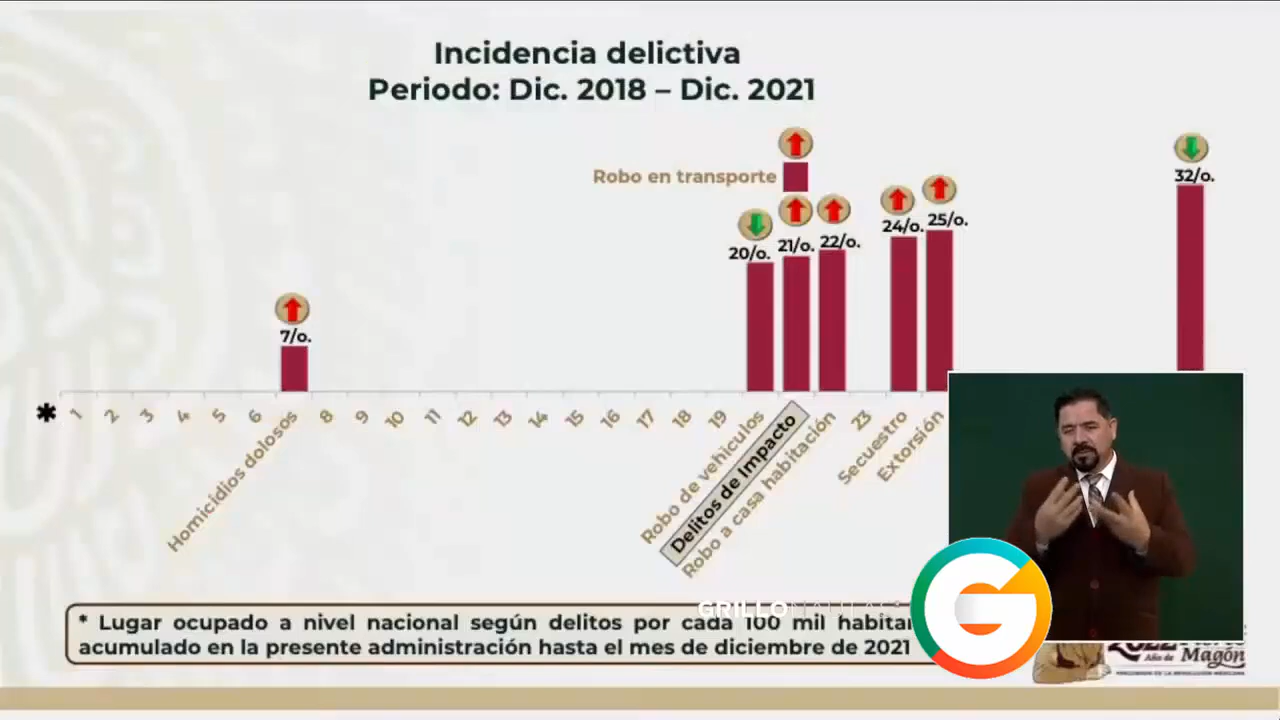 Incidencia delictiva
Periodo: Dic. 2018 – Dic. 2021
Robo en transporte
32/o.
20/o.
21/o.
22/o.
24/o.
25/o.
7/o.
* 1 2 3 4 5 6 Homicidios dolosos 8 9 10 11 12 13 14 15 16 17 18 19 Robo de vehículos Delitos de Impacto Robo a casa habitación 23 Secuestro Extorsión
GRILLONAUTAS
* Lugar ocupado a nivel nacional según delitos por cada 100 mil
acumulado en la presente administración hasta el mes de diciembre de 2021
G
Año de Magón